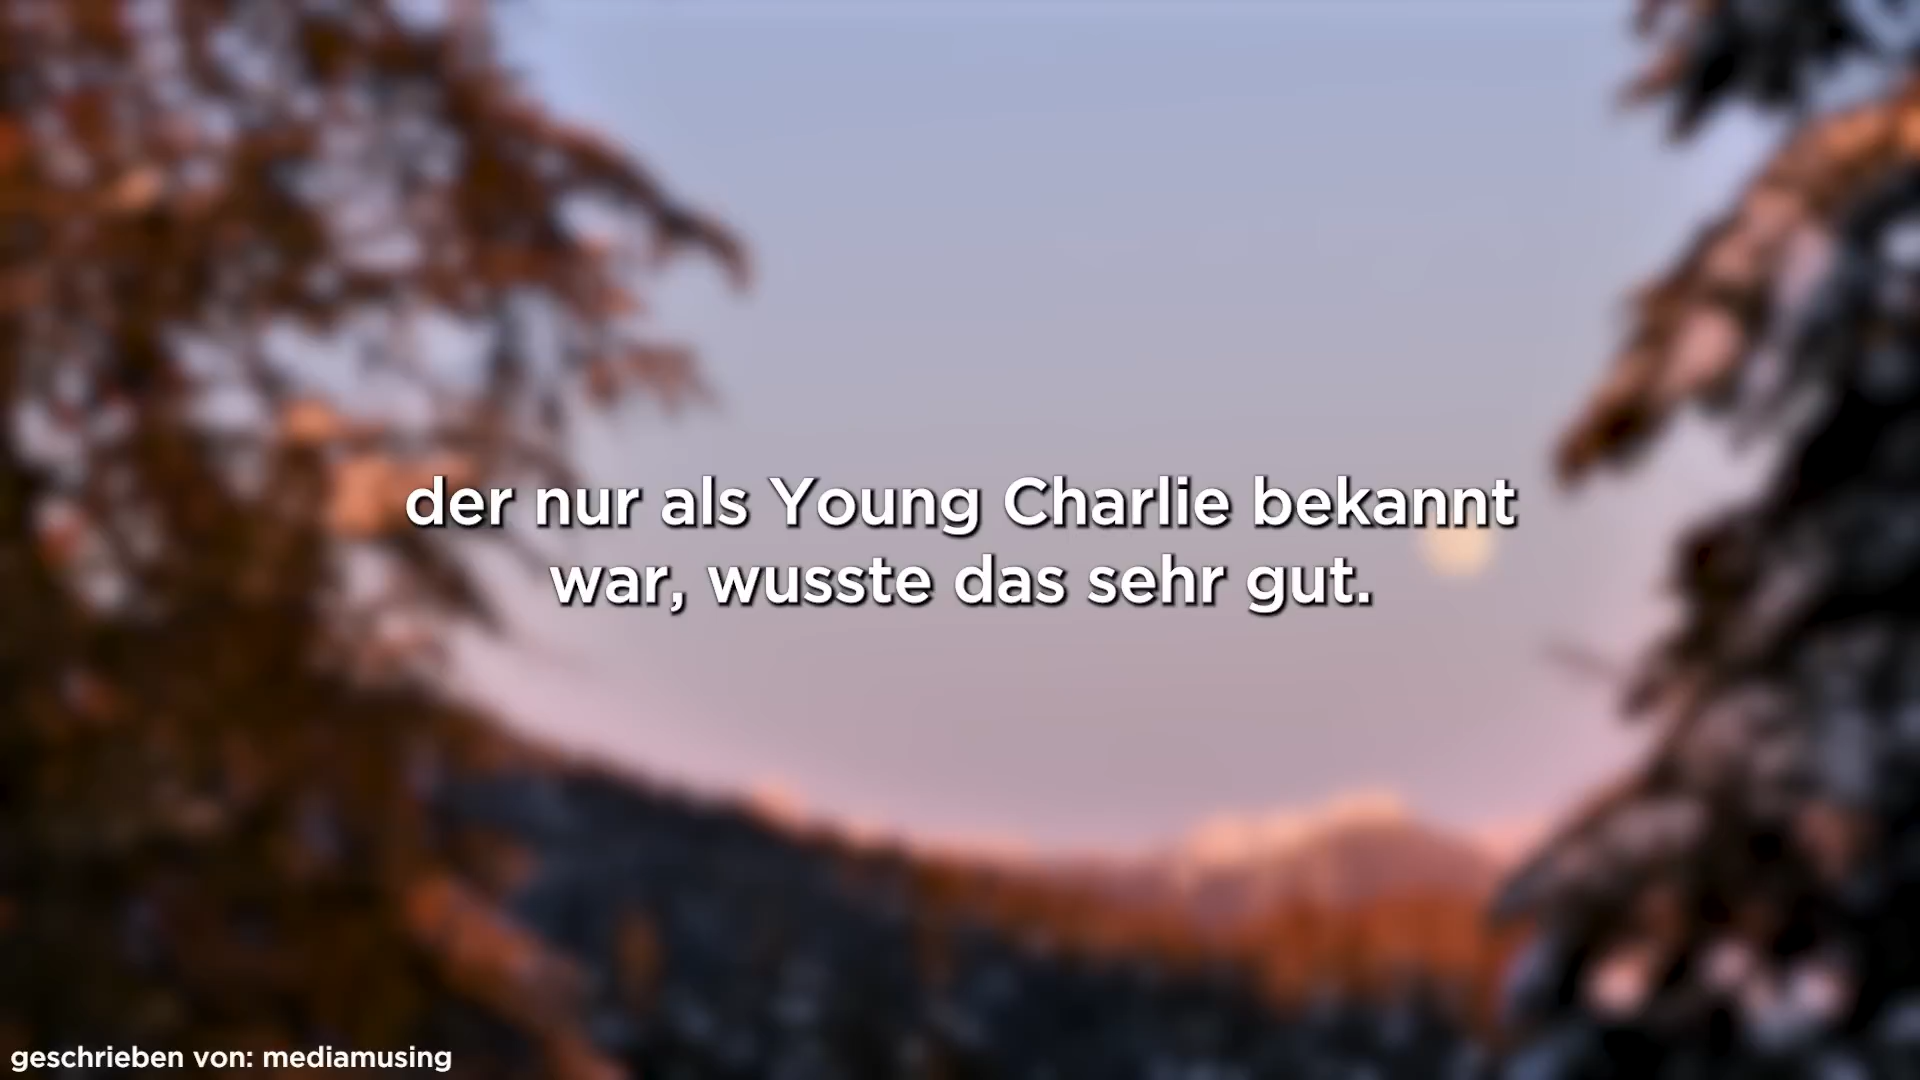 der nur als Young Charlie bekannt
war, wusste das sehr gut.
geschrieben von: mediamusing